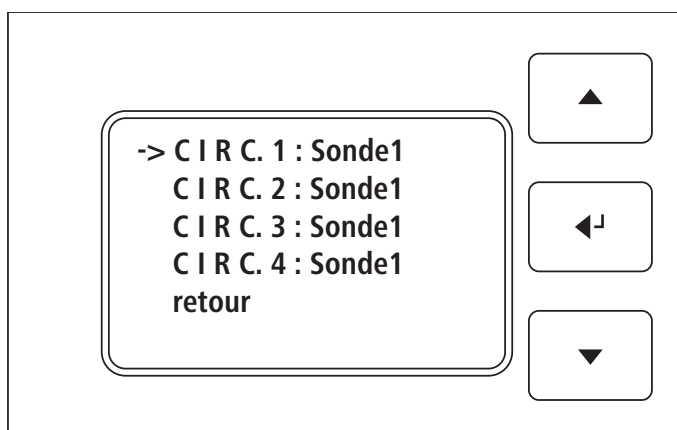 -> C I R C. 1 : Sonde1
C I R C. 2 : Sonde1
C I R C. 3 : Sonde1
C I R C. 4 : Sonde1
retour